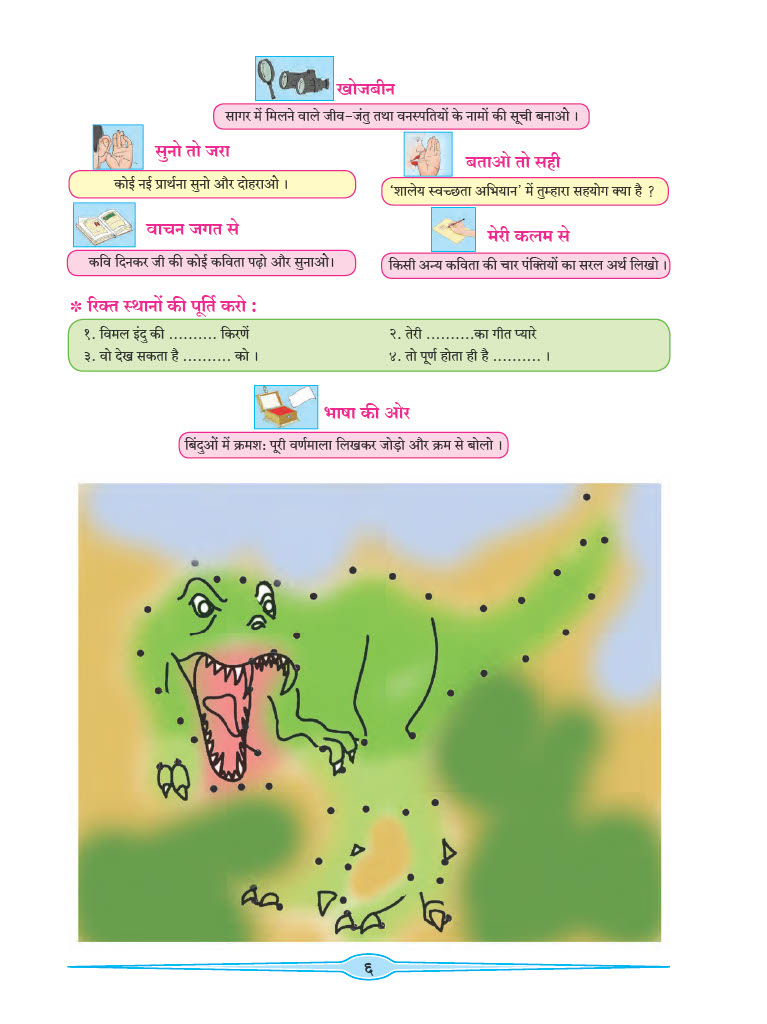 खोजबीन
सागर में मिलने वाले जीव-जंतु तथा वनस्पतियों के नामों की सूची बनाओ ।
सुनो तो जरा
कोई नई प्रार्थना सुनो और दोहराओ ।
बताओ तो सही
‘शालेय स्वच्छता अभियान’ में तुम्हारा सहयोग क्या है ?
वाचन जगत से
कवि दिनकर जी की कोई कविता पढ़ो और सुनाओ।
मेरी कलम से
किसी अन्य कविता की चार पंक्तियों का सरल अर्थ लिखो ।
* रिक्त स्थानों की पूर्ति करो :
१. विमल इंदु की .......... किरणें
२. तेरी ..........का गीत प्यारे
३. वो देख सकता है .......... को ।
४. तो पूर्ण होता ही है .......... ।
भाषा की ओर
बिंदुओं में क्रमश: पूरी वर्णमाला लिखकर जोड़ो और क्रम से बोलो ।
६